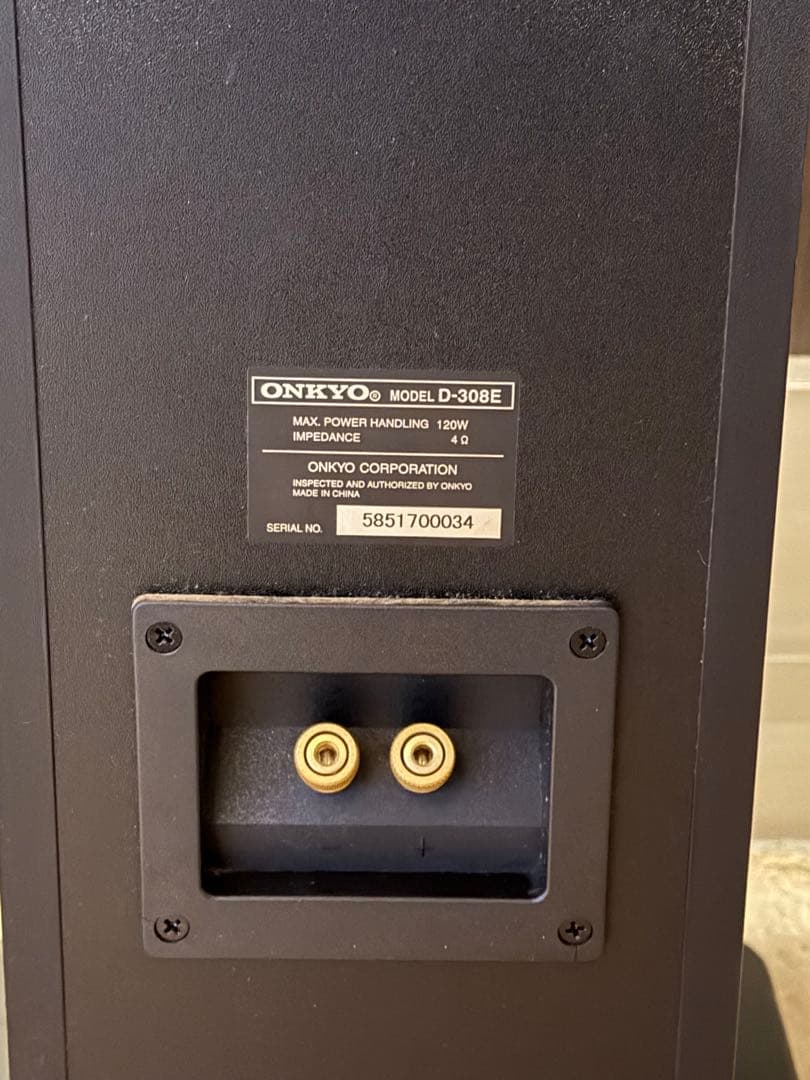 ONKYO® MODEL D-308E
MAX. POWER HANDLING 120W
IMPEDANCE 4 Ω
ONKYO CORPORATION
INSPECTED AND AUTHORIZED BY ONKYO
MADE IN CHINA
SERIAL NO. 5851700034
- +